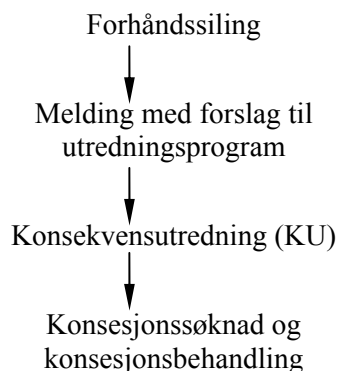 Forhåndssiling
Melding med forslag til
utredningsprogram
Konsekvensutredning (KU)
Konsesjonssøknad og
konsesjonsbehandling